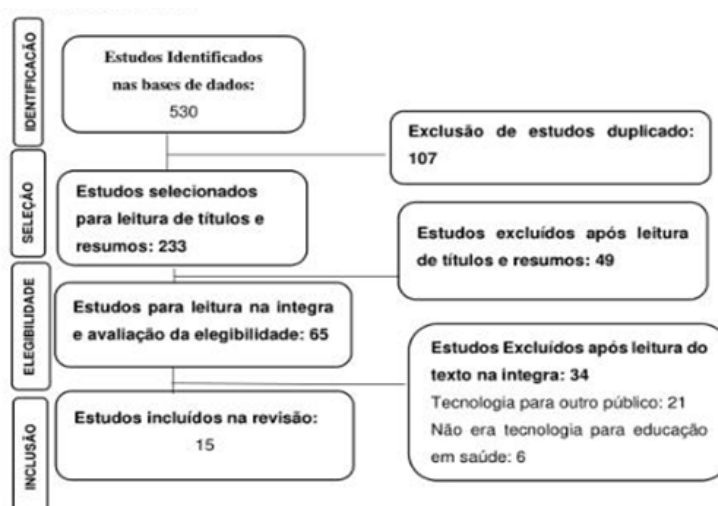 IDENTIFICAÇÃO
Estudos Identificados
nas bases de dados:
530
Exclusão de estudos duplicado:
107
SELEÇÃO
Estudos selecionados
para leitura de títulos e
resumos: 233
Estudos excluídos após leitura
de títulos e resumos: 49
ELEGIBILIDADE
Estudos para leitura na integra
e avaliação da elegibilidade: 65
Estudos Excluídos após leitura do
texto na integra: 34
Tecnologia para outro público: 21
Não era tecnologia para educação
em saúde: 6
INCLUSÃO
Estudos incluídos na revisão:
15